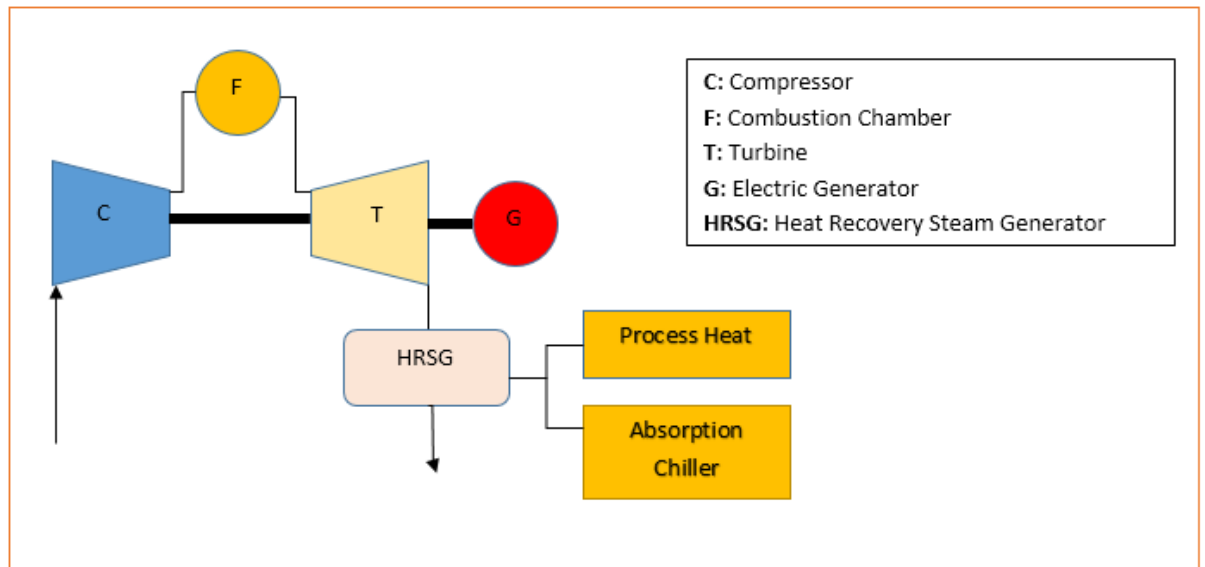 F
C
T
G
C: Compressor
F: Combustion Chamber
T: Turbine
G: Electric Generator
HRSG: Heat Recovery Steam Generator
HRSG
Process Heat
Absorption
Chiller